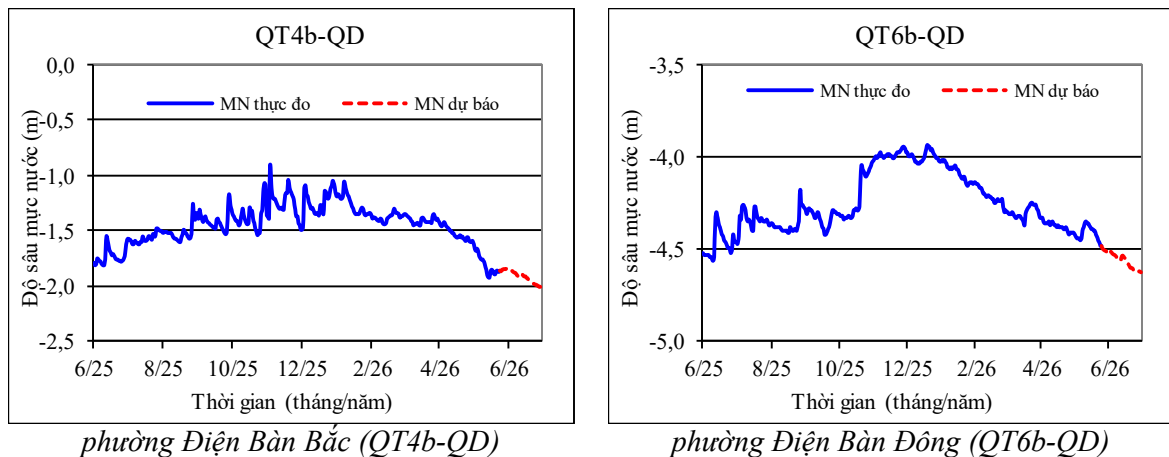 QT4b-QD
0,0
-0,5
-1,0
-1,5
-2,0
-2,5
Độ sâu mực nước (m)
MN thực đo
MN dự báo
6/25 8/25 10/25 12/25 2/26 4/26 6/26
Thời gian (tháng/năm)
phường Điện Bàn Bắc (QT4b-QD)
QT6b-QD
-3,5
-4,0
-4,5
-5,0
Độ sâu mực nước (m)
MN thực đo
MN dự báo
6/25 8/25 10/25 12/25 2/26 4/26 6/26
Thời gian (tháng/năm)
phường Điện Bàn Đông (QT6b-QD)